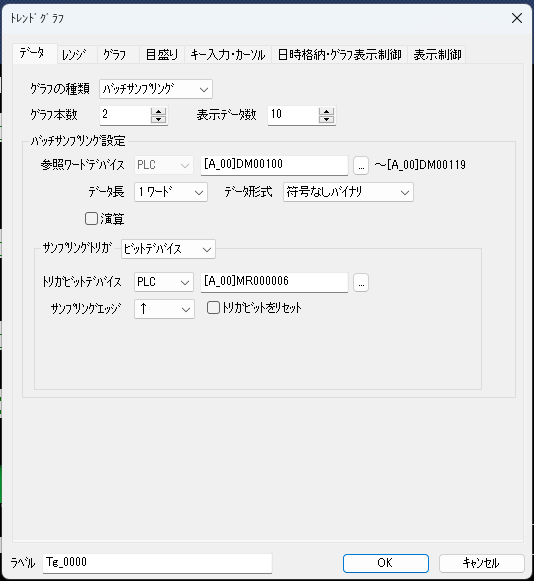 ﾄﾚﾝﾄﾞｸﾞﾗﾌ
ﾃﾞｰﾀ ﾚﾝｼﾞ ｸﾞﾗﾌ 目盛り キー入力･ｶｰｿﾙ 日時格納･ｸﾞﾗﾌ表示制御 表示制御
ｸﾞﾗﾌの種類 ﾊﾞｯﾁｻﾝﾌﾟﾘﾝｸﾞ
ｸﾞﾗﾌ本数 2 表示ﾃﾞｰﾀ数 10
ﾊﾞｯﾁｻﾝﾌﾟﾘﾝｸﾞ設定
参照ﾜｰﾄﾞﾃﾞﾊﾞｲｽ PLC [A_00]DM00100 ... ～[A_00]DM00119
ﾃﾞｰﾀ長 1ﾜｰﾄﾞ ﾃﾞｰﾀ形式 符号なしﾊﾞｲﾅﾘ
演算
ｻﾝﾌﾟﾘﾝｸﾞﾄﾘｶﾞ ﾋﾞｯﾄﾃﾞﾊﾞｲｽ
ﾄﾘｶﾞﾋﾞｯﾄﾃﾞﾊﾞｲｽ PLC [A_00]MR000006 ...
ｻﾝﾌﾟﾘﾝｸﾞｴｯｼﾞ ↑ ﾄﾘｶﾞﾋﾞｯﾄをﾘｾｯﾄ
ﾗﾍﾞﾙ Tg_0000 OK ｷｬﾝｾﾙ